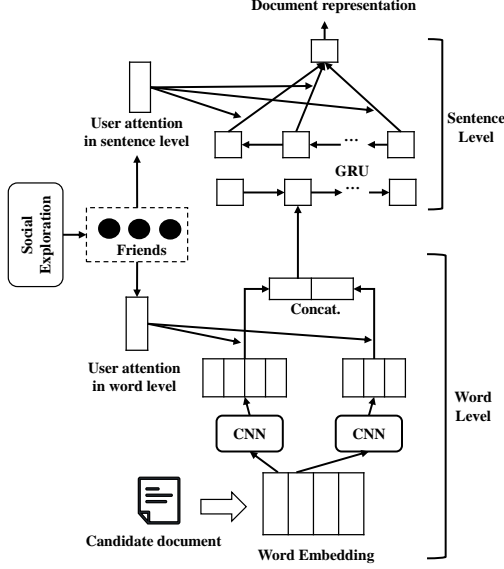 Document representation
User attention
in sentence level
Sentence
Level
...
GRU
...
Social
Exploration
Friends
Concat.
User attention
in word level
Word
Level
CNN
CNN
Candidate document
Word Embedding